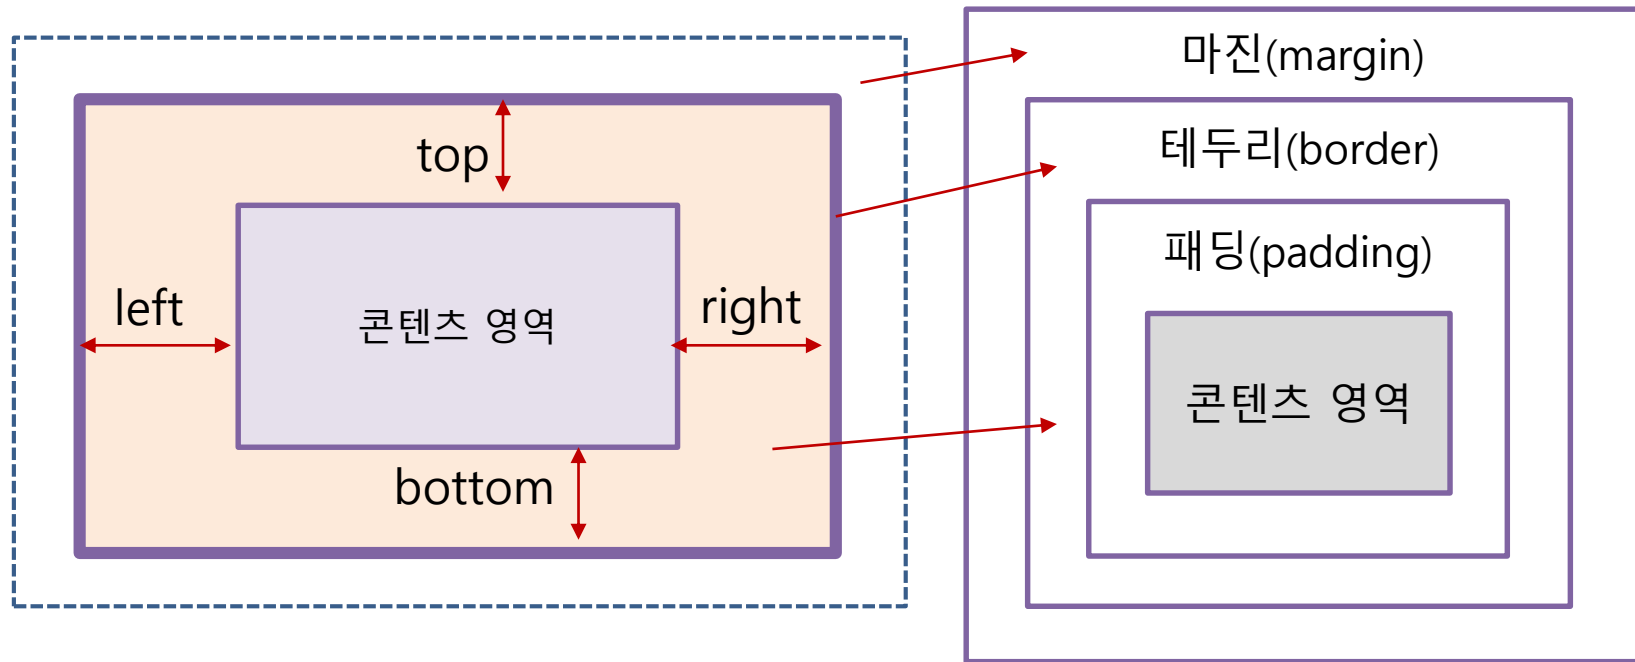 top
left
콘텐츠 영역
right
bottom
마진(margin)
테두리(border)
패딩(padding)
콘텐츠 영역